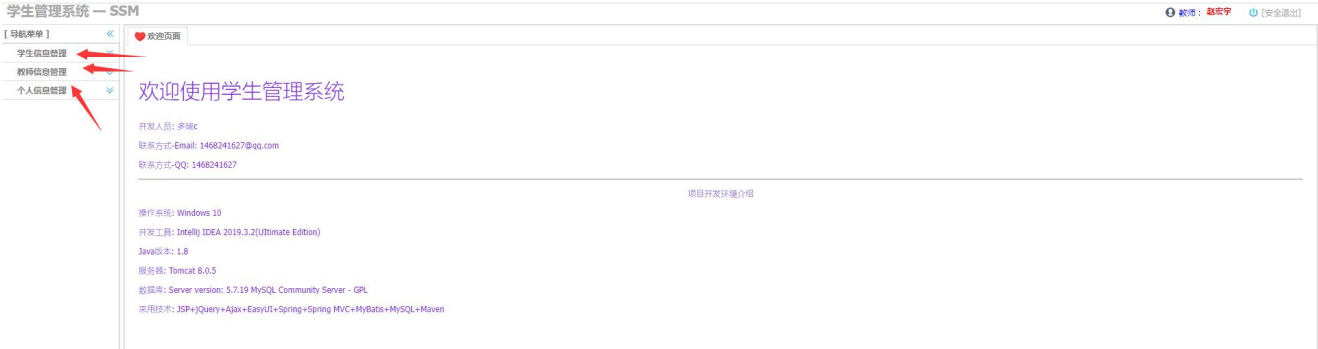 学生管理系统 — SSM
教师： 赵宏宇 [安全退出]
[ 导航菜单 ]
欢迎页面
学生信息管理
教师信息管理
个人信息管理
欢迎使用学生管理系统
开发人员: 多瑞c
联系方式-Email: 1468241627@qq.com
联系方式-QQ: 1468241627
项目开发环境介绍
操作系统: Windows 10
开发工具: Intellij IDEA 2019.3.2(Ultimate Edition)
Java版本: 1.8
服务器: Tomcat 8.0.5
数据库: Server version: 5.7.19 MySQL Community Server - GPL
采用技术: JSP+jQuery+Ajax+EasyUI+Spring+Spring MVC+MyBatis+MySQL+Maven